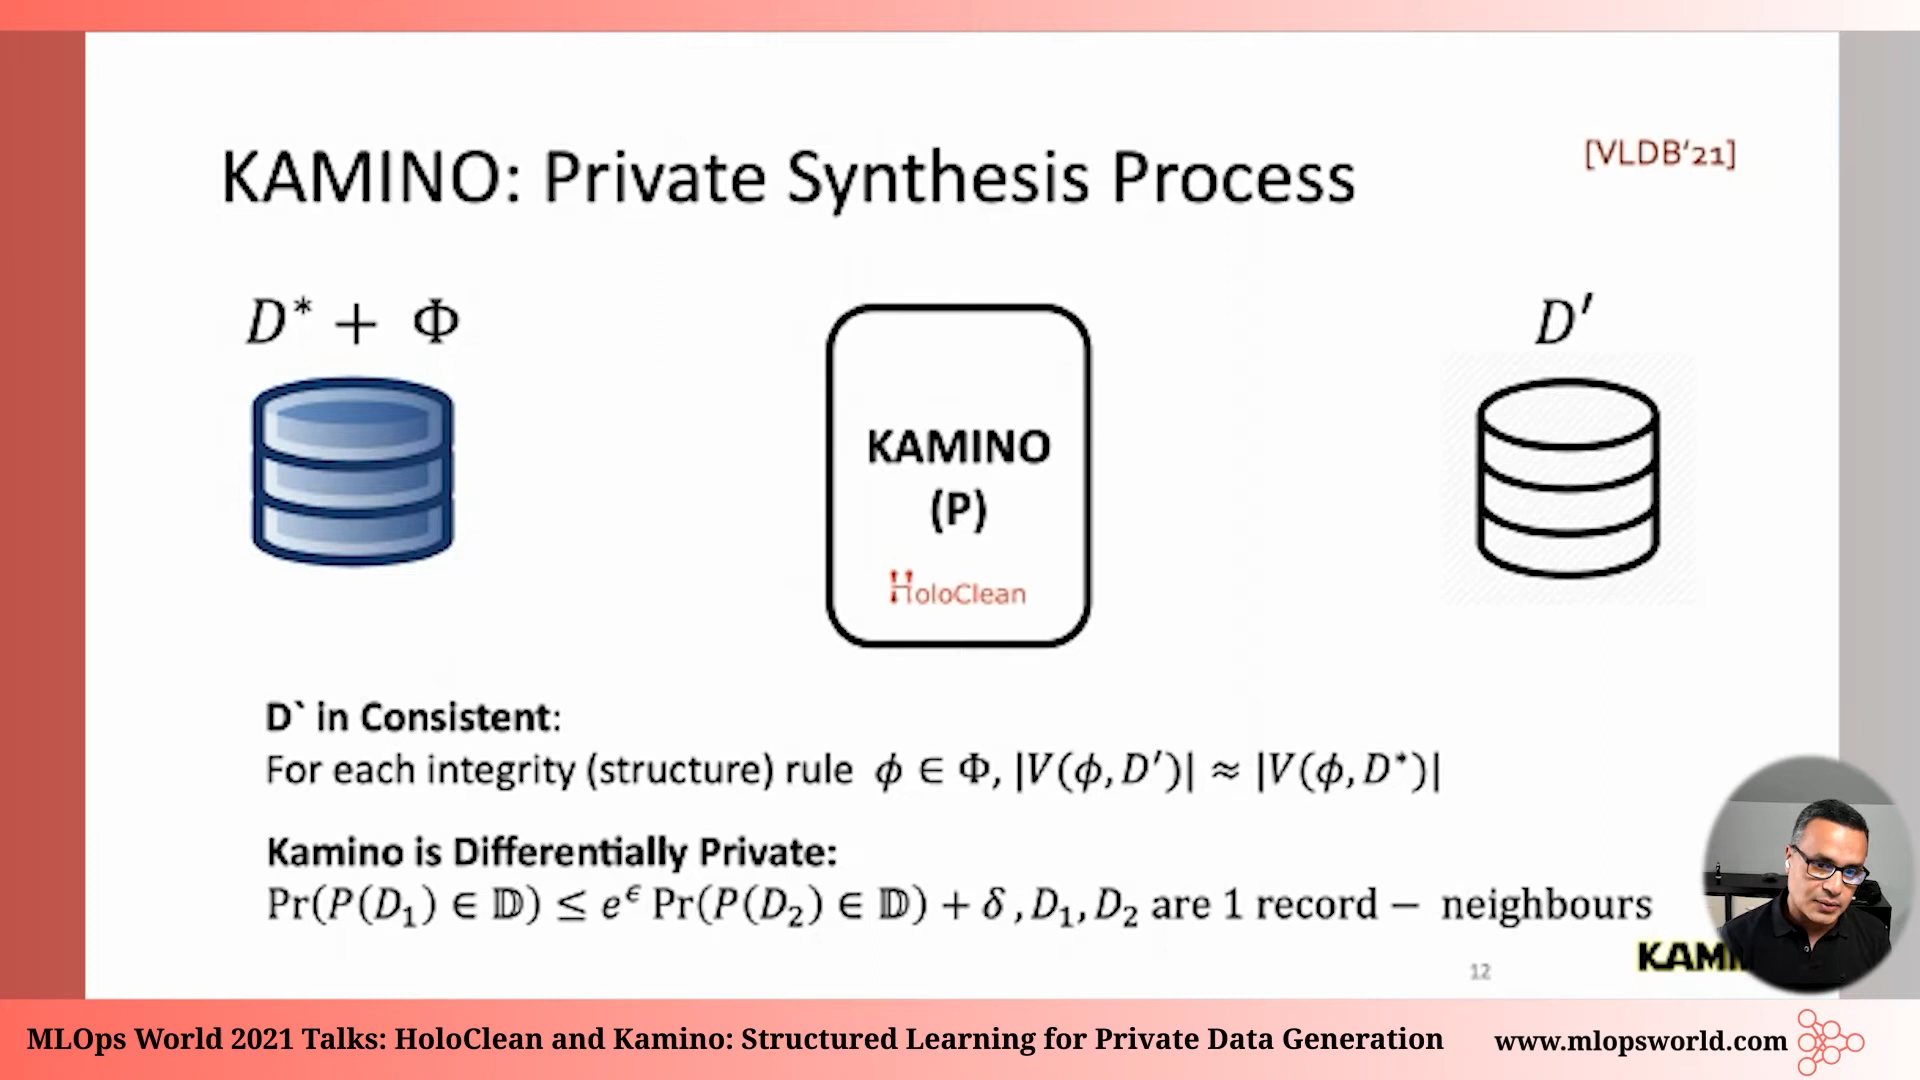 KAMINO: Private Synthesis Process
[VLDB'21]
D* + Φ
D′
KAMINO
(P)
HoloClean
D` in Consistent:
For each integrity (structure) rule ϕ ∈ Φ, |V(ϕ, D′)| ≈ |V(ϕ, D*)|
Kamino is Differentially Private:
Pr(P(D₁) ∈ 𝔻) ≤ e^ϵ Pr(P(D₂) ∈ 𝔻) + δ , D₁, D₂ are 1 record − neighbours
12
MLOps World 2021 Talks: HoloClean and Kamino: Structured Learning for Private Data Generation
www.mlopsworld.com